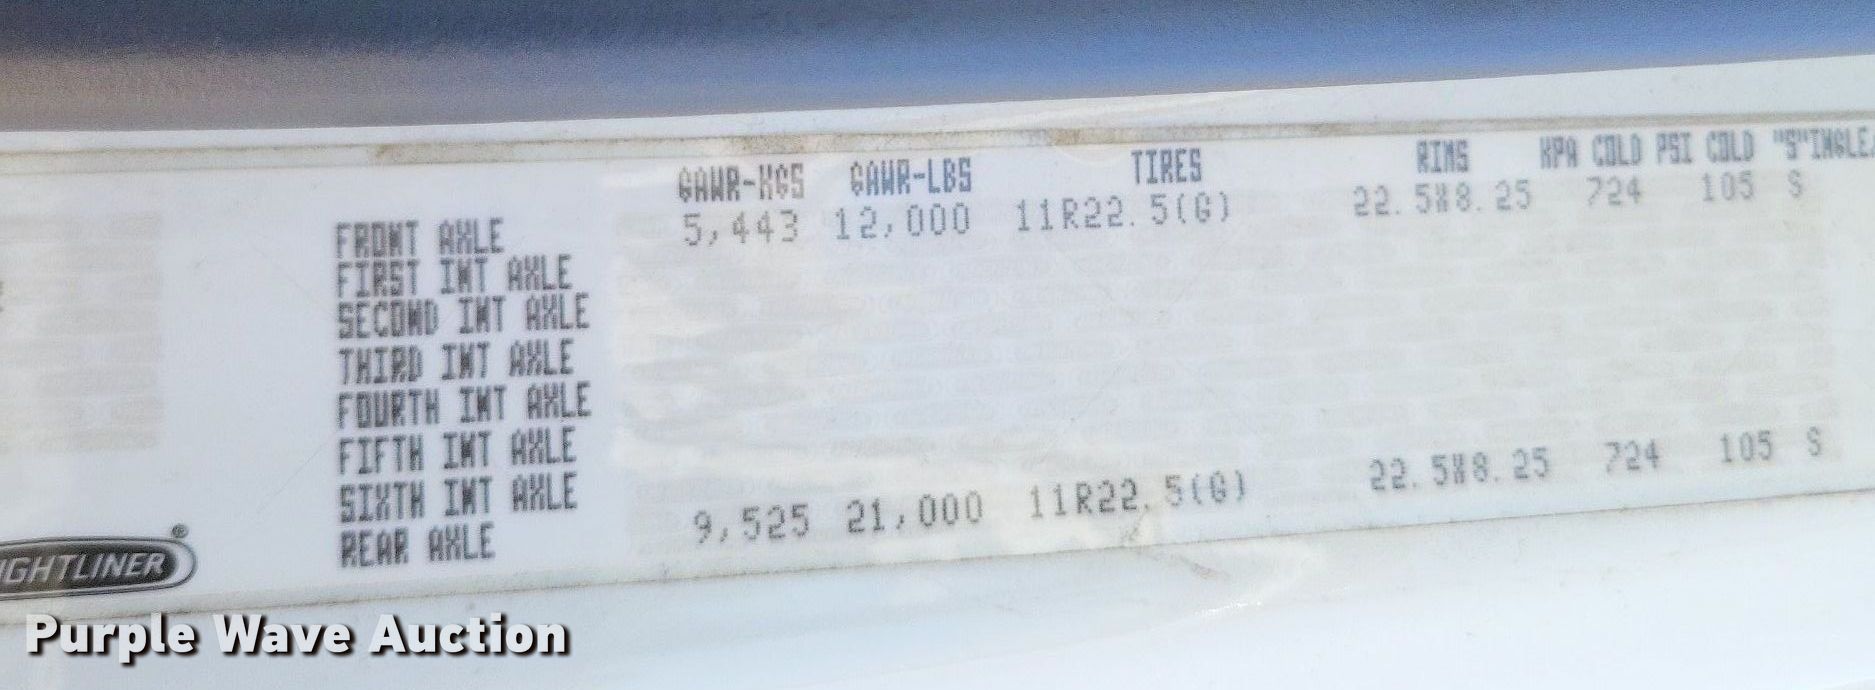 GAWR-KGS GAWR-LBS TIRES RIMS KPA COLD PSI COLD "S"INGLE
FRONT AXLE 5,443 12,000 11R22.5(G) 22.5X8.25 724 105 S
FIRST INT AXLE
SECOND INT AXLE
THIRD INT AXLE
FOURTH INT AXLE
FIFTH INT AXLE
SIXTH INT AXLE
REAR AXLE 9,525 21,000 11R22.5(G) 22.5X8.25 724 105 S
IGHTLINER®
Purple Wave Auction